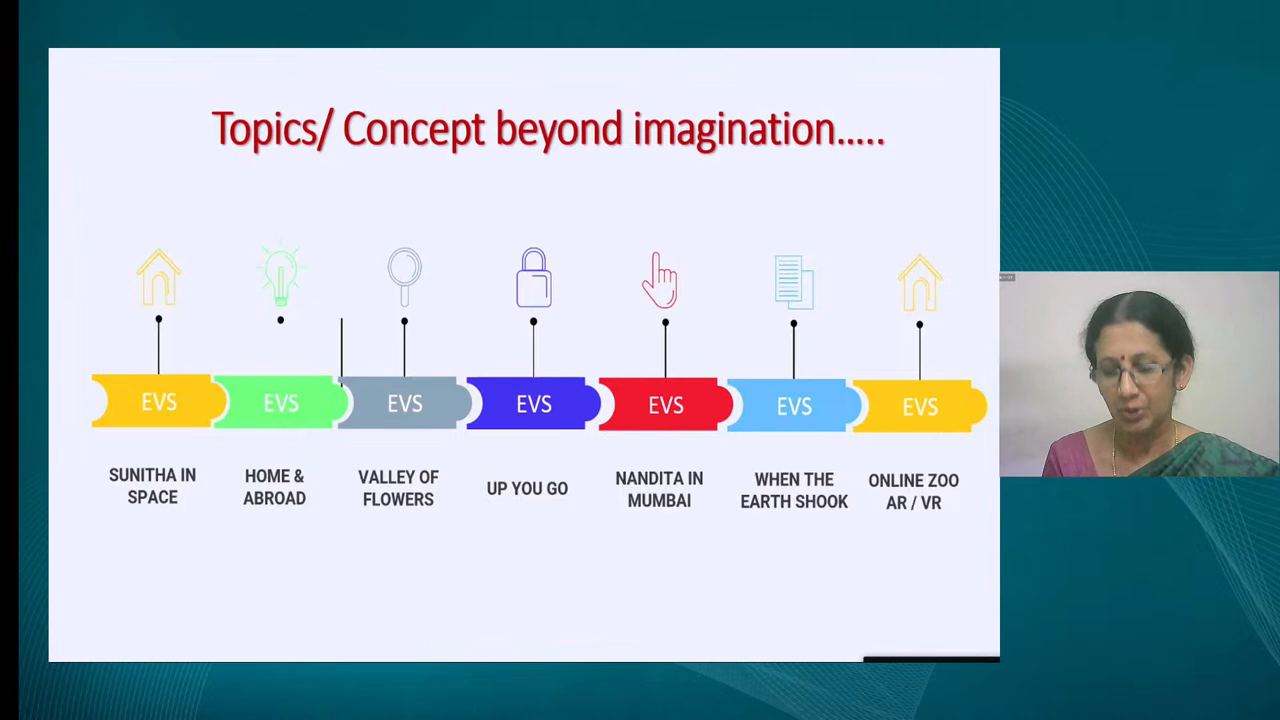 Topics/ Concept beyond imagination.....
EVS
EVS
EVS
EVS
EVS
EVS
EVS
SUNITHA IN
SPACE
HOME &
ABROAD
VALLEY OF
FLOWERS
UP YOU GO
NANDITA IN
MUMBAI
WHEN THE
EARTH SHOOK
ONLINE ZOO
AR / VR